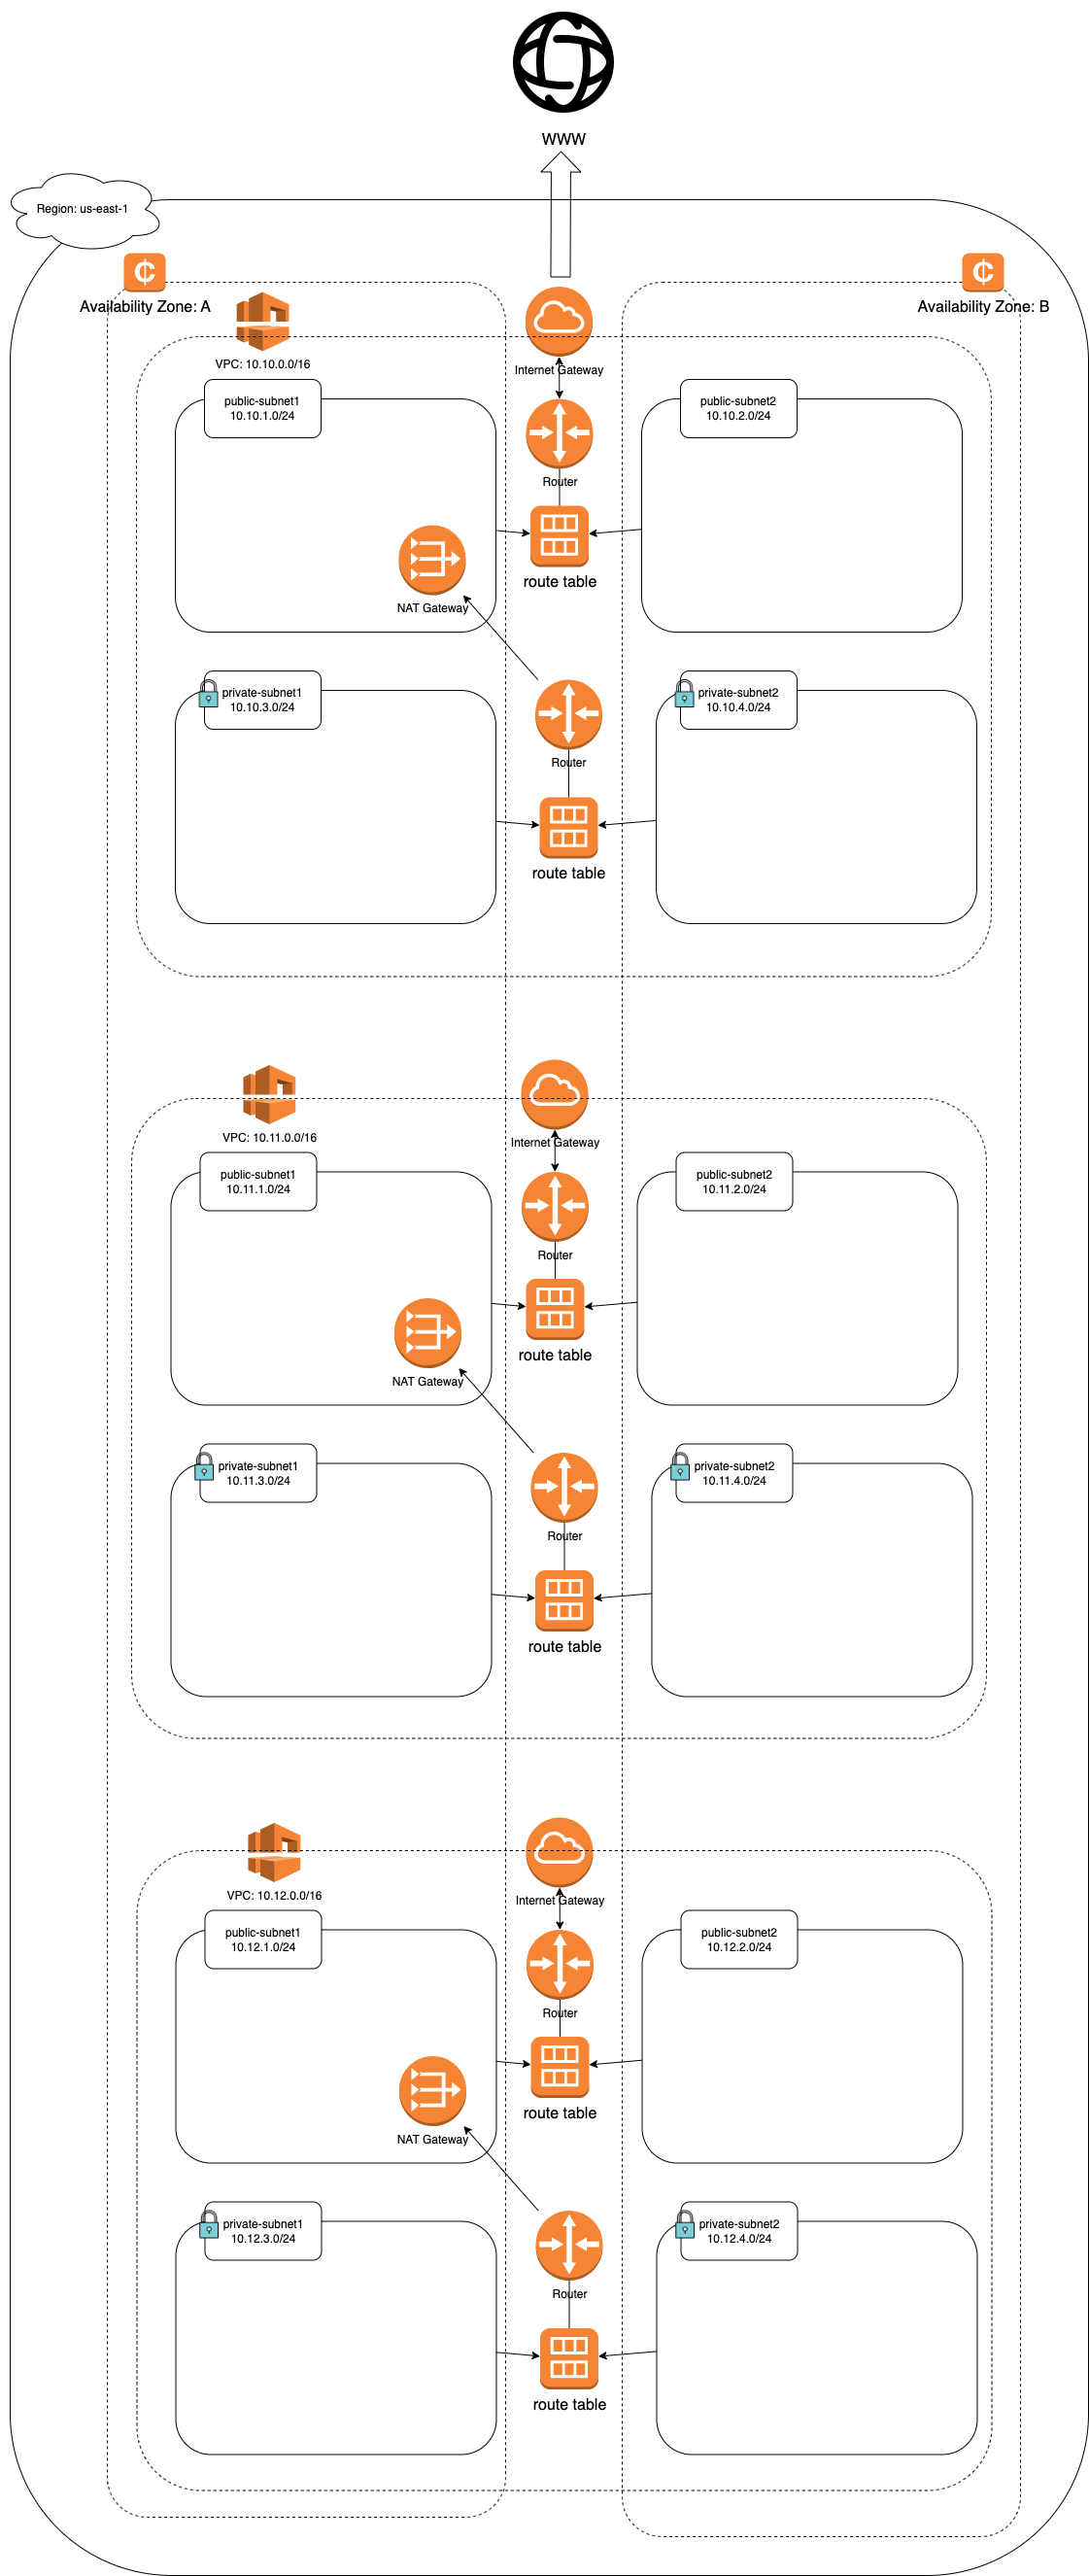 WWW
Region: us-east-1
Availability Zone: A
Availability Zone: B
VPC: 10.10.0.0/16
Internet Gateway
public-subnet1
10.10.1.0/24
public-subnet2
10.10.2.0/24
Router
route table
NAT Gateway
private-subnet1
10.10.3.0/24
private-subnet2
10.10.4.0/24
Router
route table
VPC: 10.11.0.0/16
Internet Gateway
public-subnet1
10.11.1.0/24
public-subnet2
10.11.2.0/24
Router
route table
NAT Gateway
private-subnet1
10.11.3.0/24
private-subnet2
10.11.4.0/24
Router
route table
VPC: 10.12.0.0/16
Internet Gateway
public-subnet1
10.12.1.0/24
public-subnet2
10.12.2.0/24
Router
route table
NAT Gateway
private-subnet1
10.12.3.0/24
private-subnet2
10.12.4.0/24
Router
route table